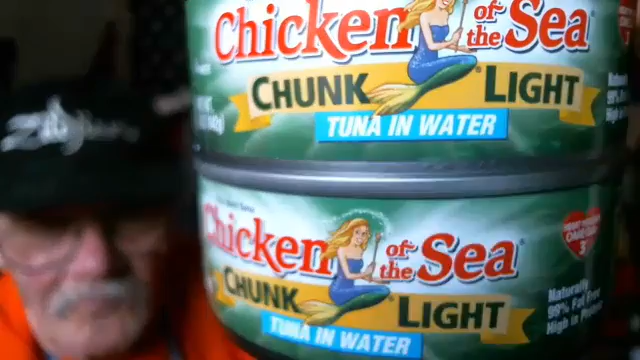 Chicken of the Sea®
CHUNK LIGHT
TUNA IN WATER
Zildjian
Chicken of the Sea®
CHUNK LIGHT
TUNA IN WATER
Naturally
99% Fat Free
High in Protein